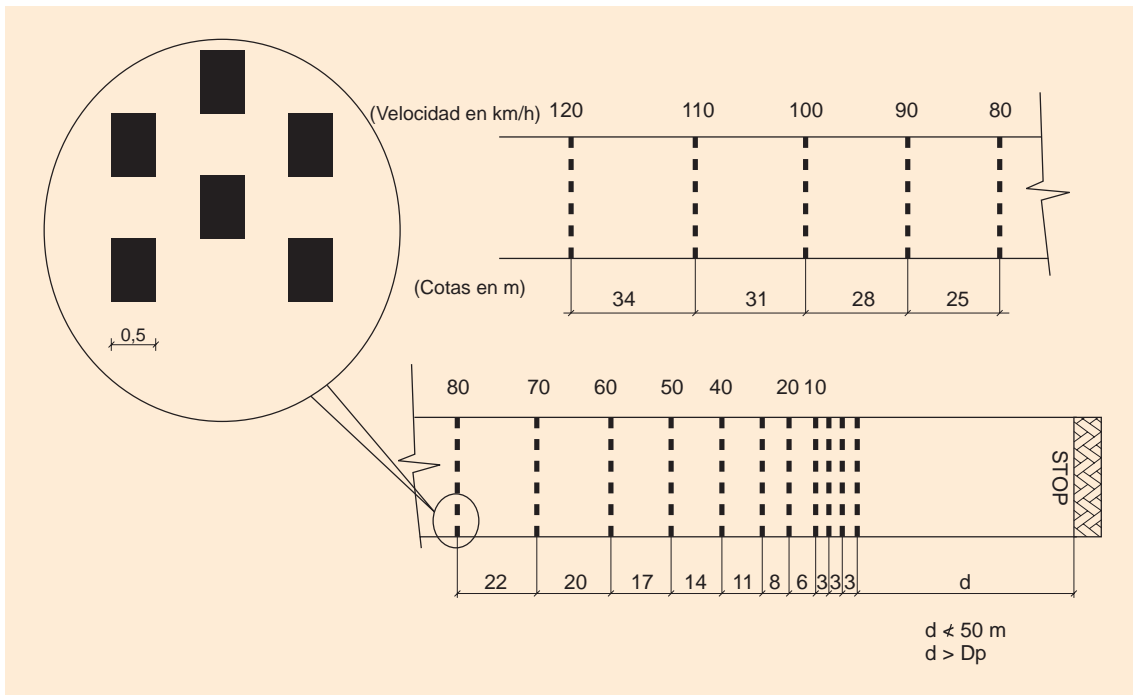 (Velocidad en km/h) 120 110 100 90 80
(Cotas en m)
34 31 28 25
0,5
80 70 60 50 40 20 10
STOP
22 20 17 14 11 8 6 3 3 3 d
d ≮ 50 m
d > Dp